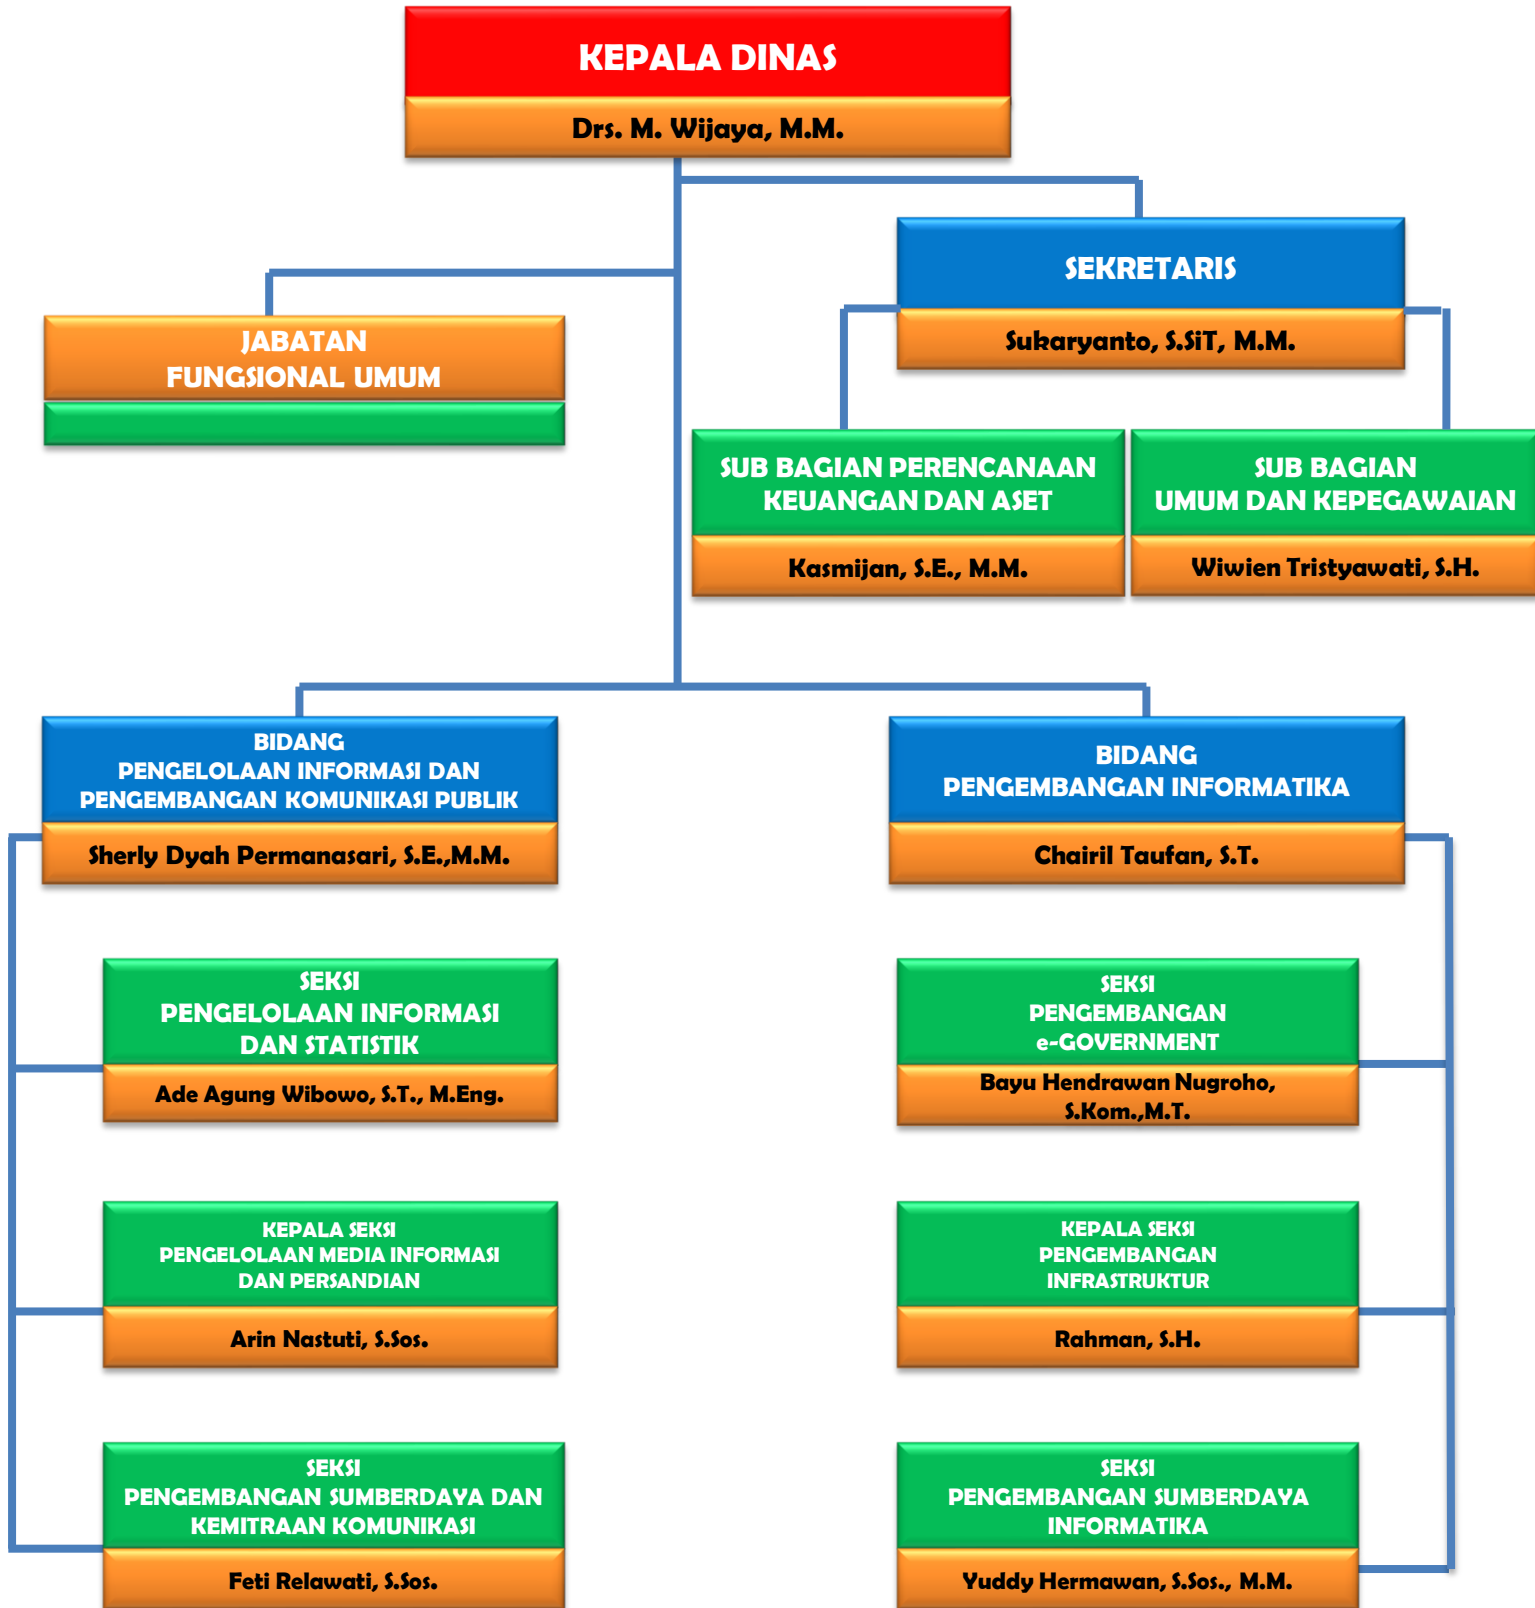 KEPALA DINAS
Drs. M. Wijaya, M.M.
SEKRETARIS
Sukaryanto, S.SiT, M.M.
JABATAN
FUNGSIONAL UMUM
SUB BAGIAN PERENCANAAN
KEUANGAN DAN ASET
Kasmijan, S.E., M.M.
SUB BAGIAN
UMUM DAN KEPEGAWAIAN
Wiwien Tristyawati, S.H.
BIDANG
PENGELOLAAN INFORMASI DAN
PENGEMBANGAN KOMUNIKASI PUBLIK
Sherly Dyah Permanasari, S.E.,M.M.
BIDANG
PENGEMBANGAN INFORMATIKA
Chairil Taufan, S.T.
SEKSI
PENGELOLAAN INFORMASI
DAN STATISTIK
Ade Agung Wibowo, S.T., M.Eng.
SEKSI
PENGEMBANGAN
e-GOVERNMENT
Bayu Hendrawan Nugroho,
S.Kom.,M.T.
KEPALA SEKSI
PENGELOLAAN MEDIA INFORMASI
DAN PERSANDIAN
Arin Nastuti, S.Sos.
KEPALA SEKSI
PENGEMBANGAN
INFRASTRUKTUR
Rahman, S.H.
SEKSI
PENGEMBANGAN SUMBERDAYA DAN
KEMITRAAN KOMUNIKASI
Feti Relawati, S.Sos.
SEKSI
PENGEMBANGAN SUMBERDAYA
INFORMATIKA
Yuddy Hermawan, S.Sos., M.M.